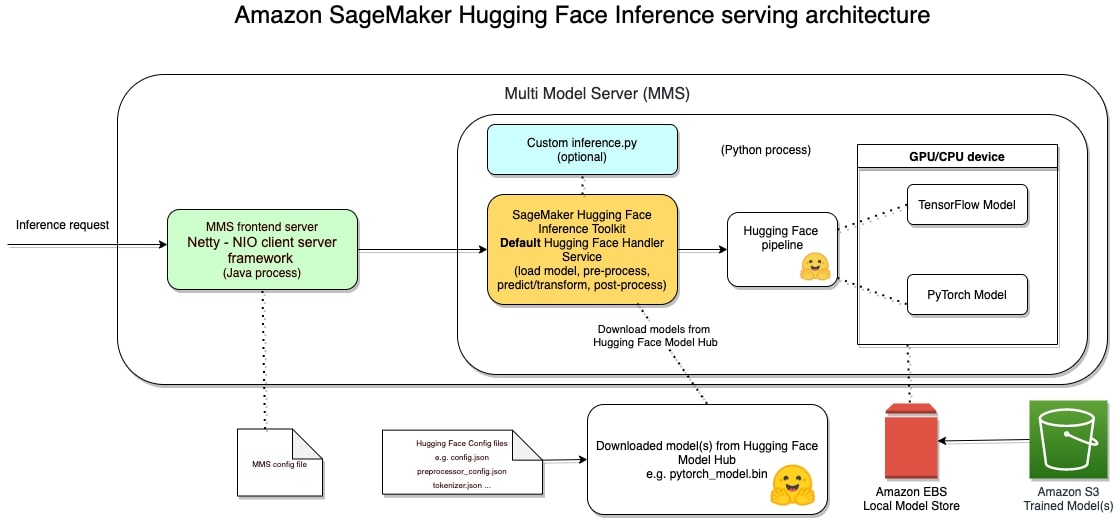 Amazon SageMaker Hugging Face Inference serving architecture
Multi Model Server (MMS)
Custom inference.py
(optional)
(Python process)
GPU/CPU device
Inference request
MMS frontend server
Netty - NIO client server
framework
(Java process)
SageMaker Hugging Face
Inference Toolkit
Default Hugging Face Handler
Service
(load model, pre-process,
predict/transform, post-process)
Hugging Face
pipeline
TensorFlow Model
PyTorch Model
Download models from
Hugging Face Model Hub
MMS config file
Hugging Face Config files
e.g. config.json
preprocessor_config.json
tokenizer.json ...
Downloaded model(s) from Hugging Face
Model Hub
e.g. pytorch_model.bin
Amazon EBS
Local Model Store
Amazon S3
Trained Model(s)